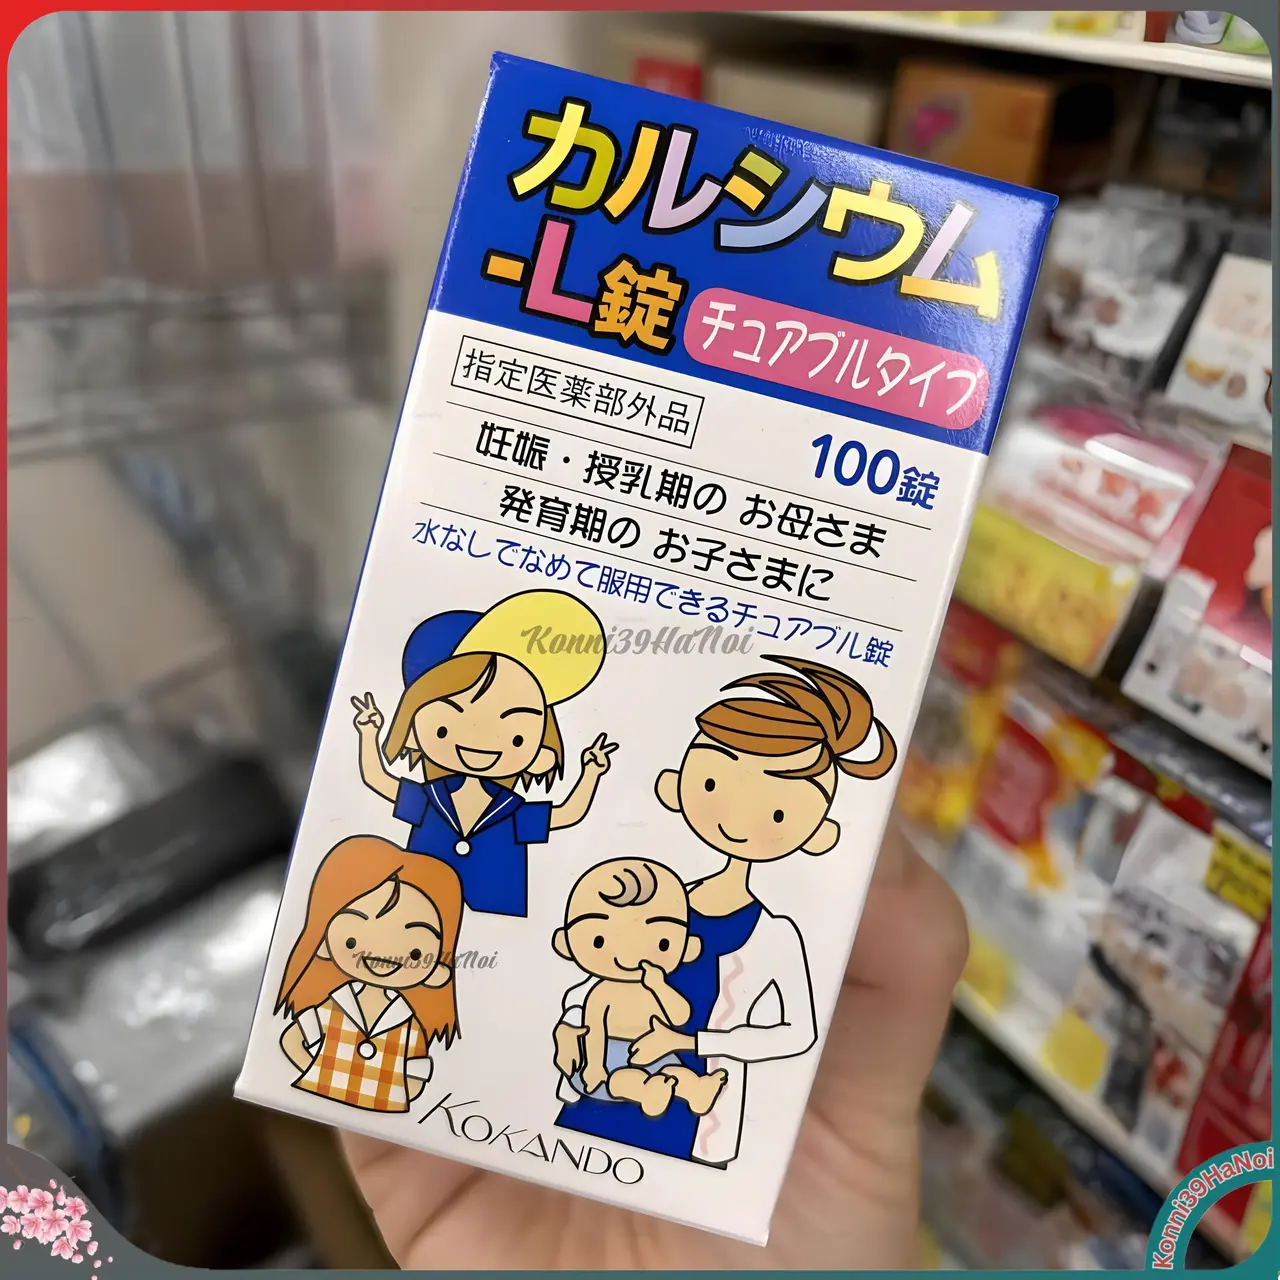 カルシウム
-L錠 チュアブルタイプ
指定医薬部外品
100錠
妊娠・授乳期の お母さま
発育期の お子さまに
水なしでなめて服用できるチュアブル錠
Konni39HaNoi
Konni39HaNoi
KOKANDO
Konni39HaNoi